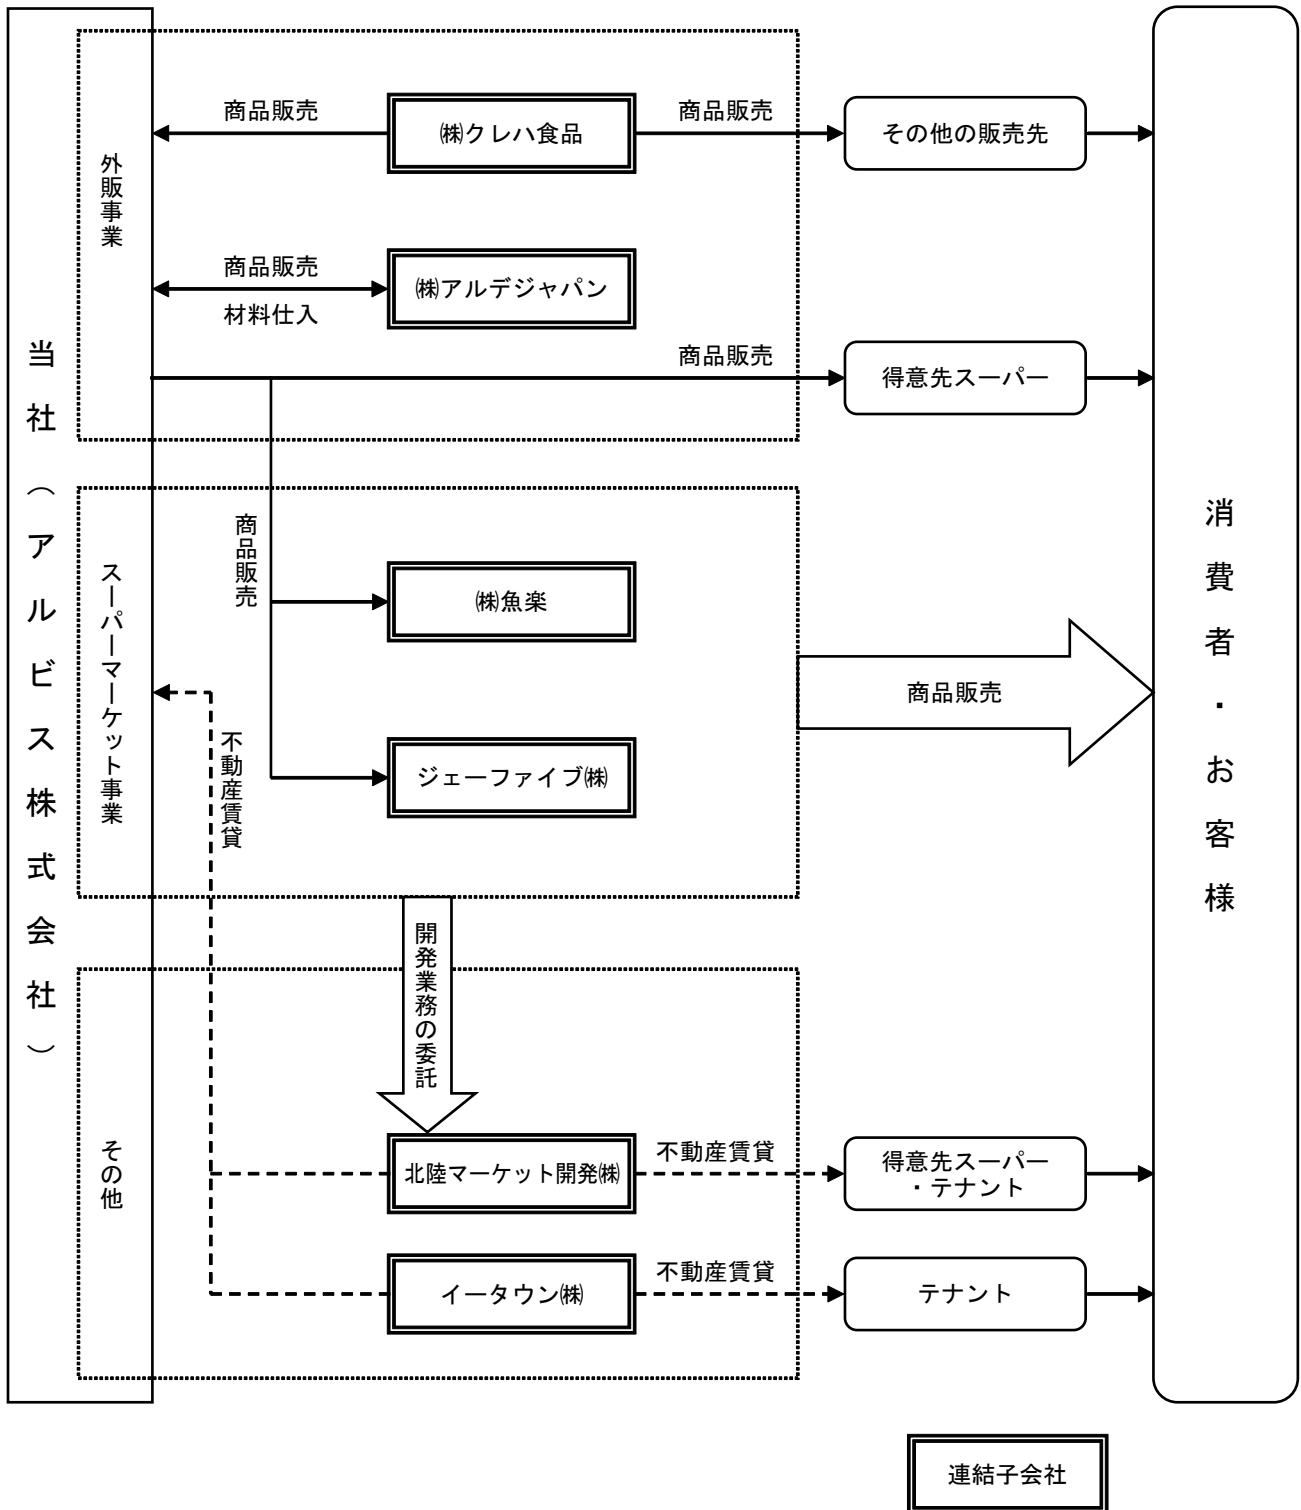 当社（アルビス株式会社）
外販事業
商品販売
㈱クレハ食品
商品販売
その他の販売先
商品販売
材料仕入
㈱アルデジャパン
商品販売
得意先スーパー
スーパーマーケット事業
商品販売
㈱魚楽
不動産賃貸
ジェーファイブ㈱
商品販売
消費者・お客様
開発業務の委託
その他
北陸マーケット開発㈱
不動産賃貸
得意先スーパー
・テナント
イータウン㈱
不動産賃貸
テナント
連結子会社